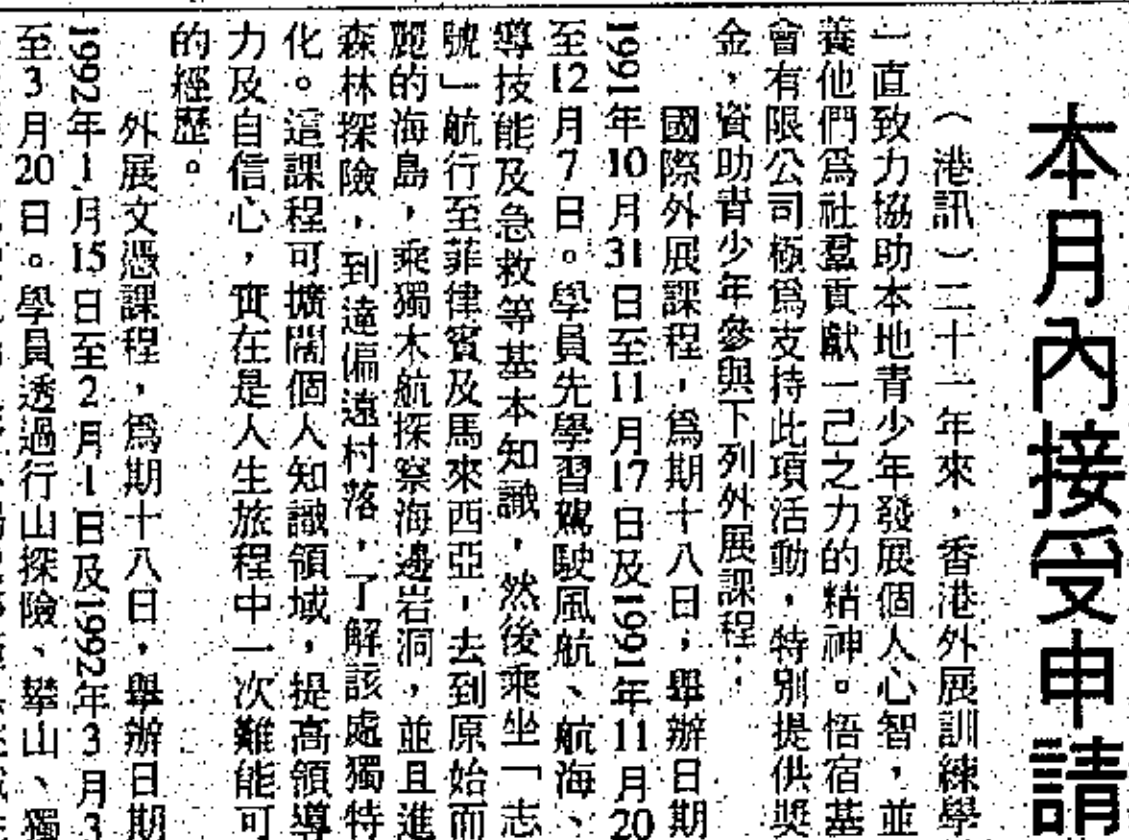 本月內接受申請
（港訊）二十一年來，香港外展訓練學
一直致力協助本地青少年發展個人心智，並
養他們爲社羣貢獻一己之力的精神。悟宿基
會有限公司極爲支持此項活動，特別提供奬
金，資助青少年參與下列外展課程：
國際外展課程，爲期十八日，舉辦日期
1991年10月31日至11月17日及1991年11月20
至12月7日。學員先學習駕駛風航、航海、
導技能及急救等基本知識，然後乘坐「志
號」航行至菲律賓及馬來西亞，去到原始而
麗的海島，乘獨木航探察海邊岩洞，並且進
森林探險，到達偏遠村落，了解該處獨特
化。這課程可擴闊個人知識領域，提高領導
力及自信心，實在是人生旅程中一次難能可
的經歷。
外展文憑課程，爲期十八日，舉辦日期
1992年1月15日至2月1日及1992年3月3
至3月20日。學員透過行山探險、攀山、獨